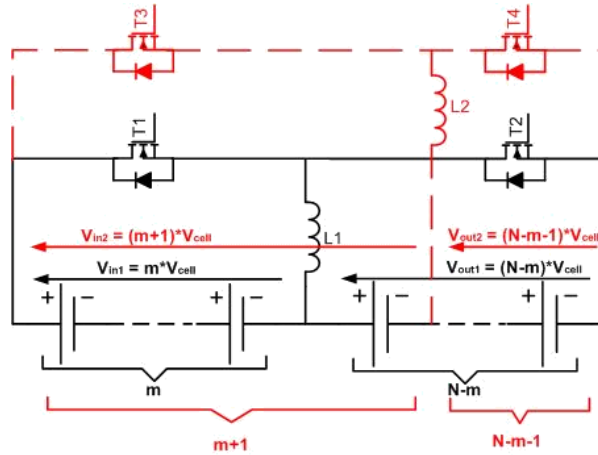 T3
T4
L2
T1
T2
L1
Vin2 = (m+1)*Vcell
Vout2 = (N-m-1)*Vcell
Vin1 = m*Vcell
Vout1 = (N-m)*Vcell
+ − + − + − + −
m
N-m
m+1
N-m-1